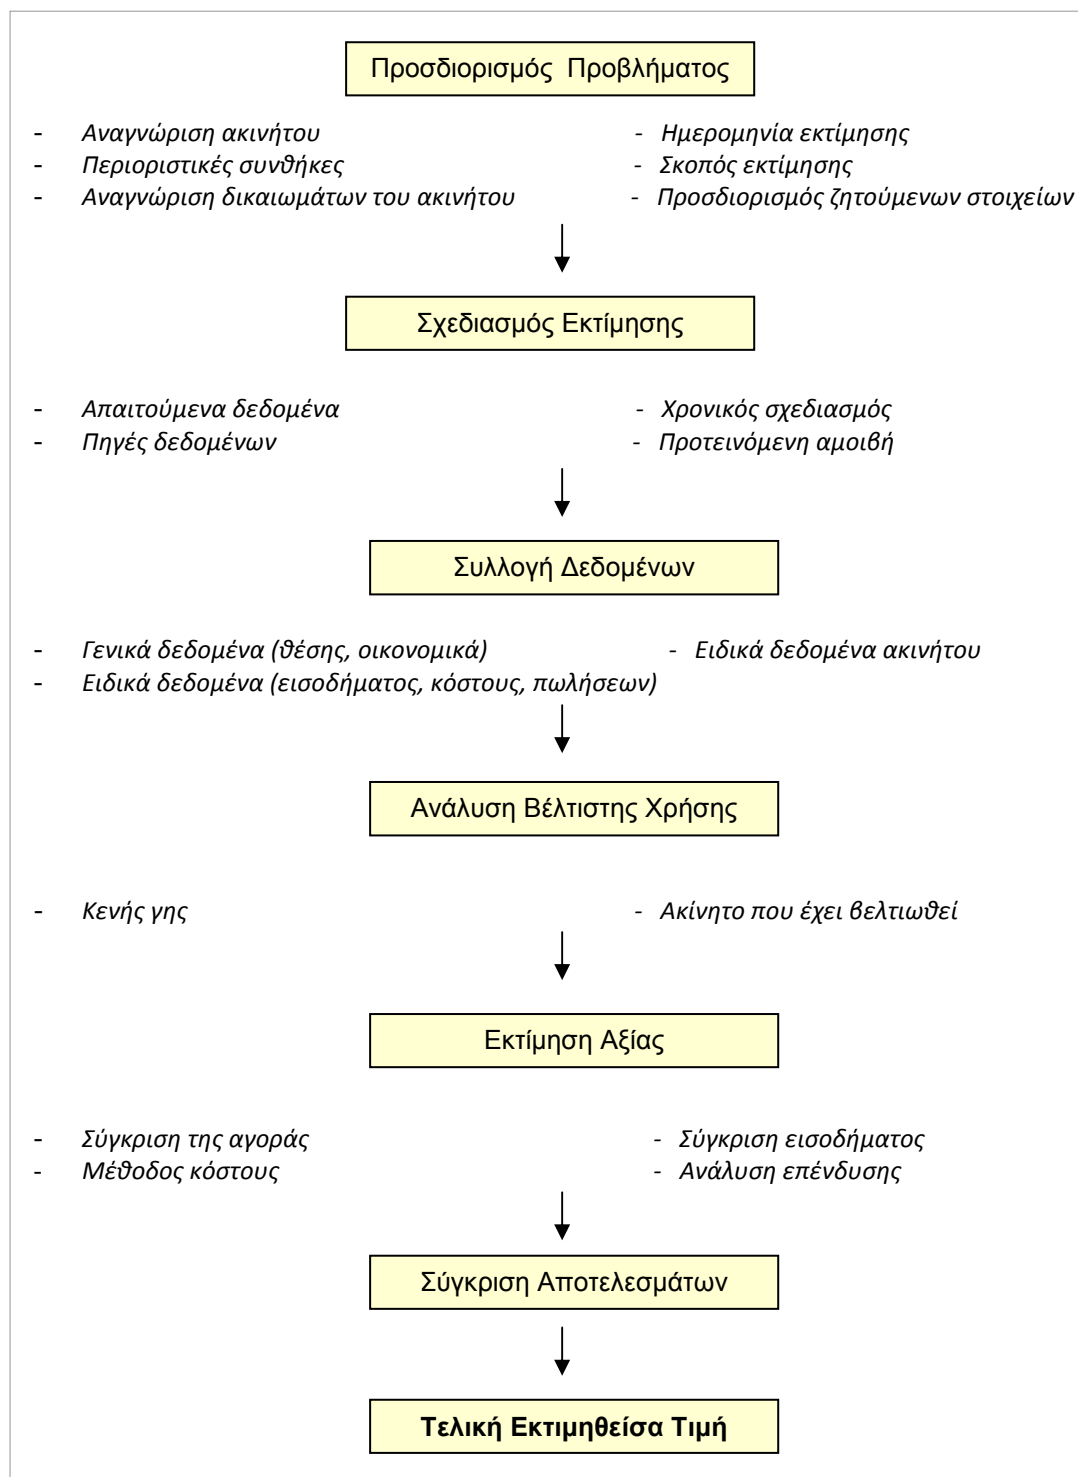 Προσδιορισμός Προβλήματος
- Αναγνώριση ακινήτου - Ημερομηνία εκτίμησης
- Περιοριστικές συνθήκες - Σκοπός εκτίμησης
- Αναγνώριση δικαιωμάτων του ακινήτου - Προσδιορισμός ζητούμενων στοιχείων
Σχεδιασμός Εκτίμησης
- Απαιτούμενα δεδομένα - Χρονικός σχεδιασμός
- Πηγές δεδομένων - Προτεινόμενη αμοιβή
Συλλογή Δεδομένων
- Γενικά δεδομένα (θέσης, οικονομικά) - Ειδικά δεδομένα ακινήτου
- Ειδικά δεδομένα (εισοδήματος, κόστους, πωλήσεων)
Ανάλυση Βέλτιστης Χρήσης
- Κενής γης - Ακίνητο που έχει βελτιωθεί
Εκτίμηση Αξίας
- Σύγκριση της αγοράς - Σύγκριση εισοδήματος
- Μέθοδος κόστους - Ανάλυση επένδυσης
Σύγκριση Αποτελεσμάτων
Τελική Εκτιμηθείσα Τιμή